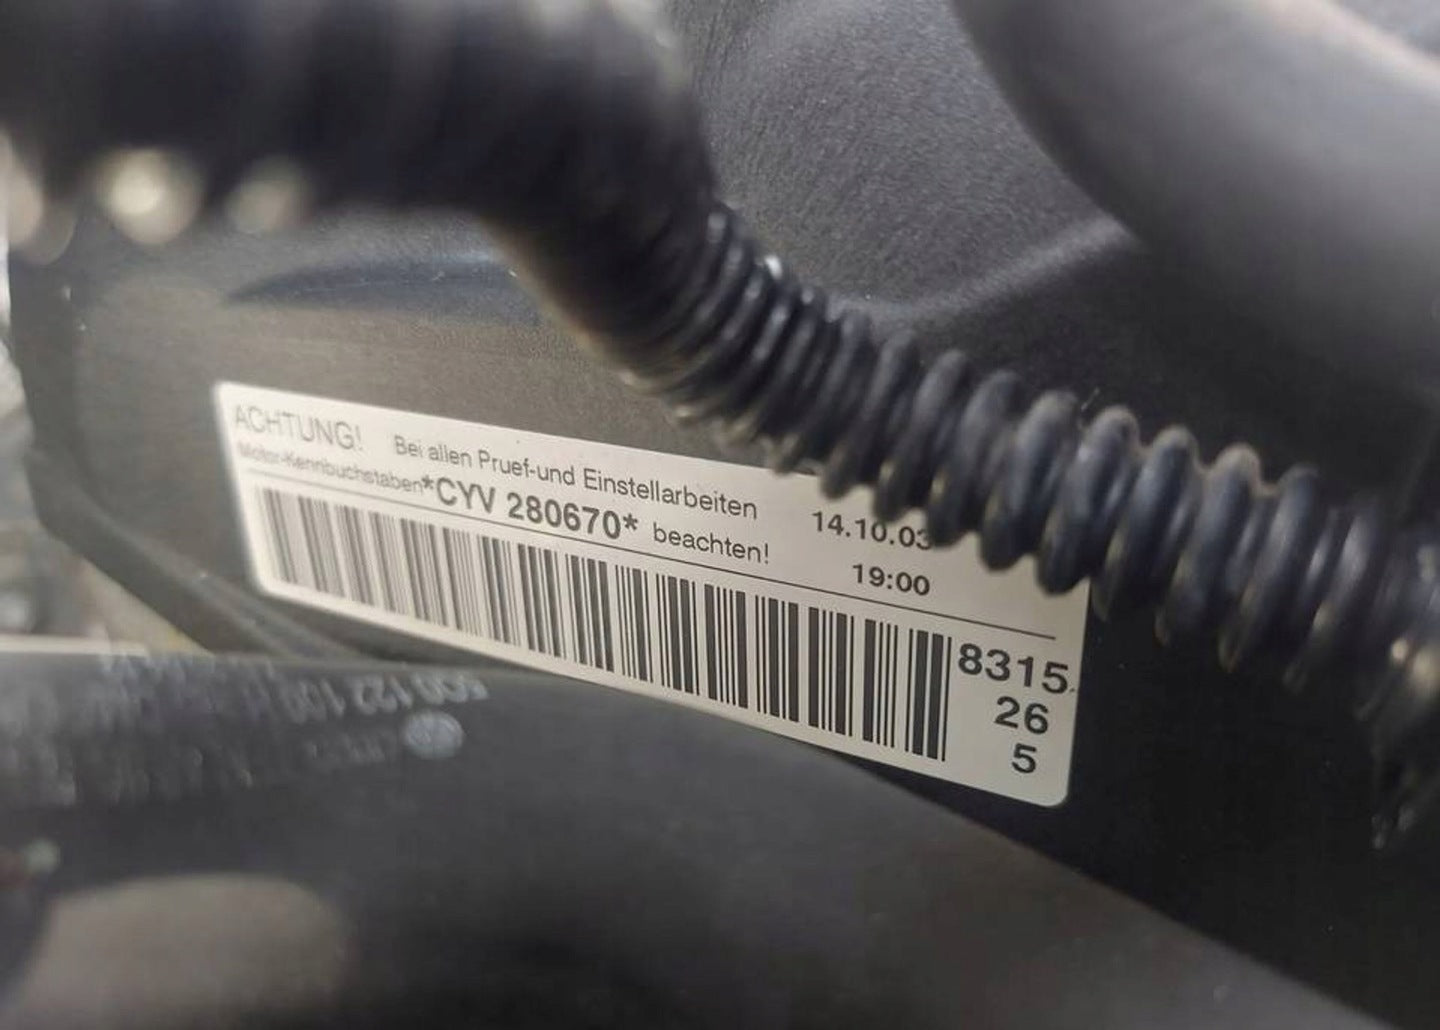 ACHTUNG! Bei allen Pruef-und Einstellarbeiten 14.10.03
Motor-Kennbuchstaben*CYV 280670* beachten! 19:00
8315
26
5